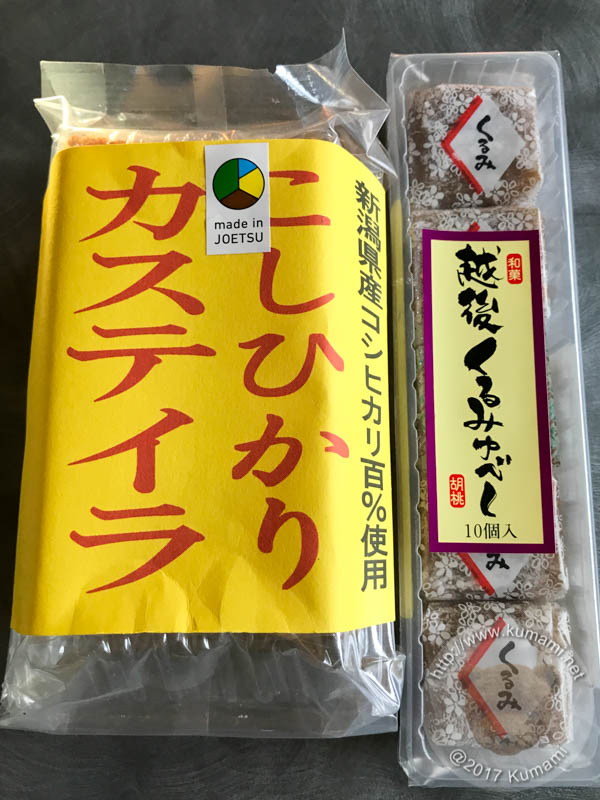 新潟県産コシヒカリ百%使用
こしひかり
カステイラ
made in
JOETSU
くるみ
和菓
越後くるみゆべし
胡桃
10個入
くるみ
くるみ
http://www.kumami.net
@2017 Kumami